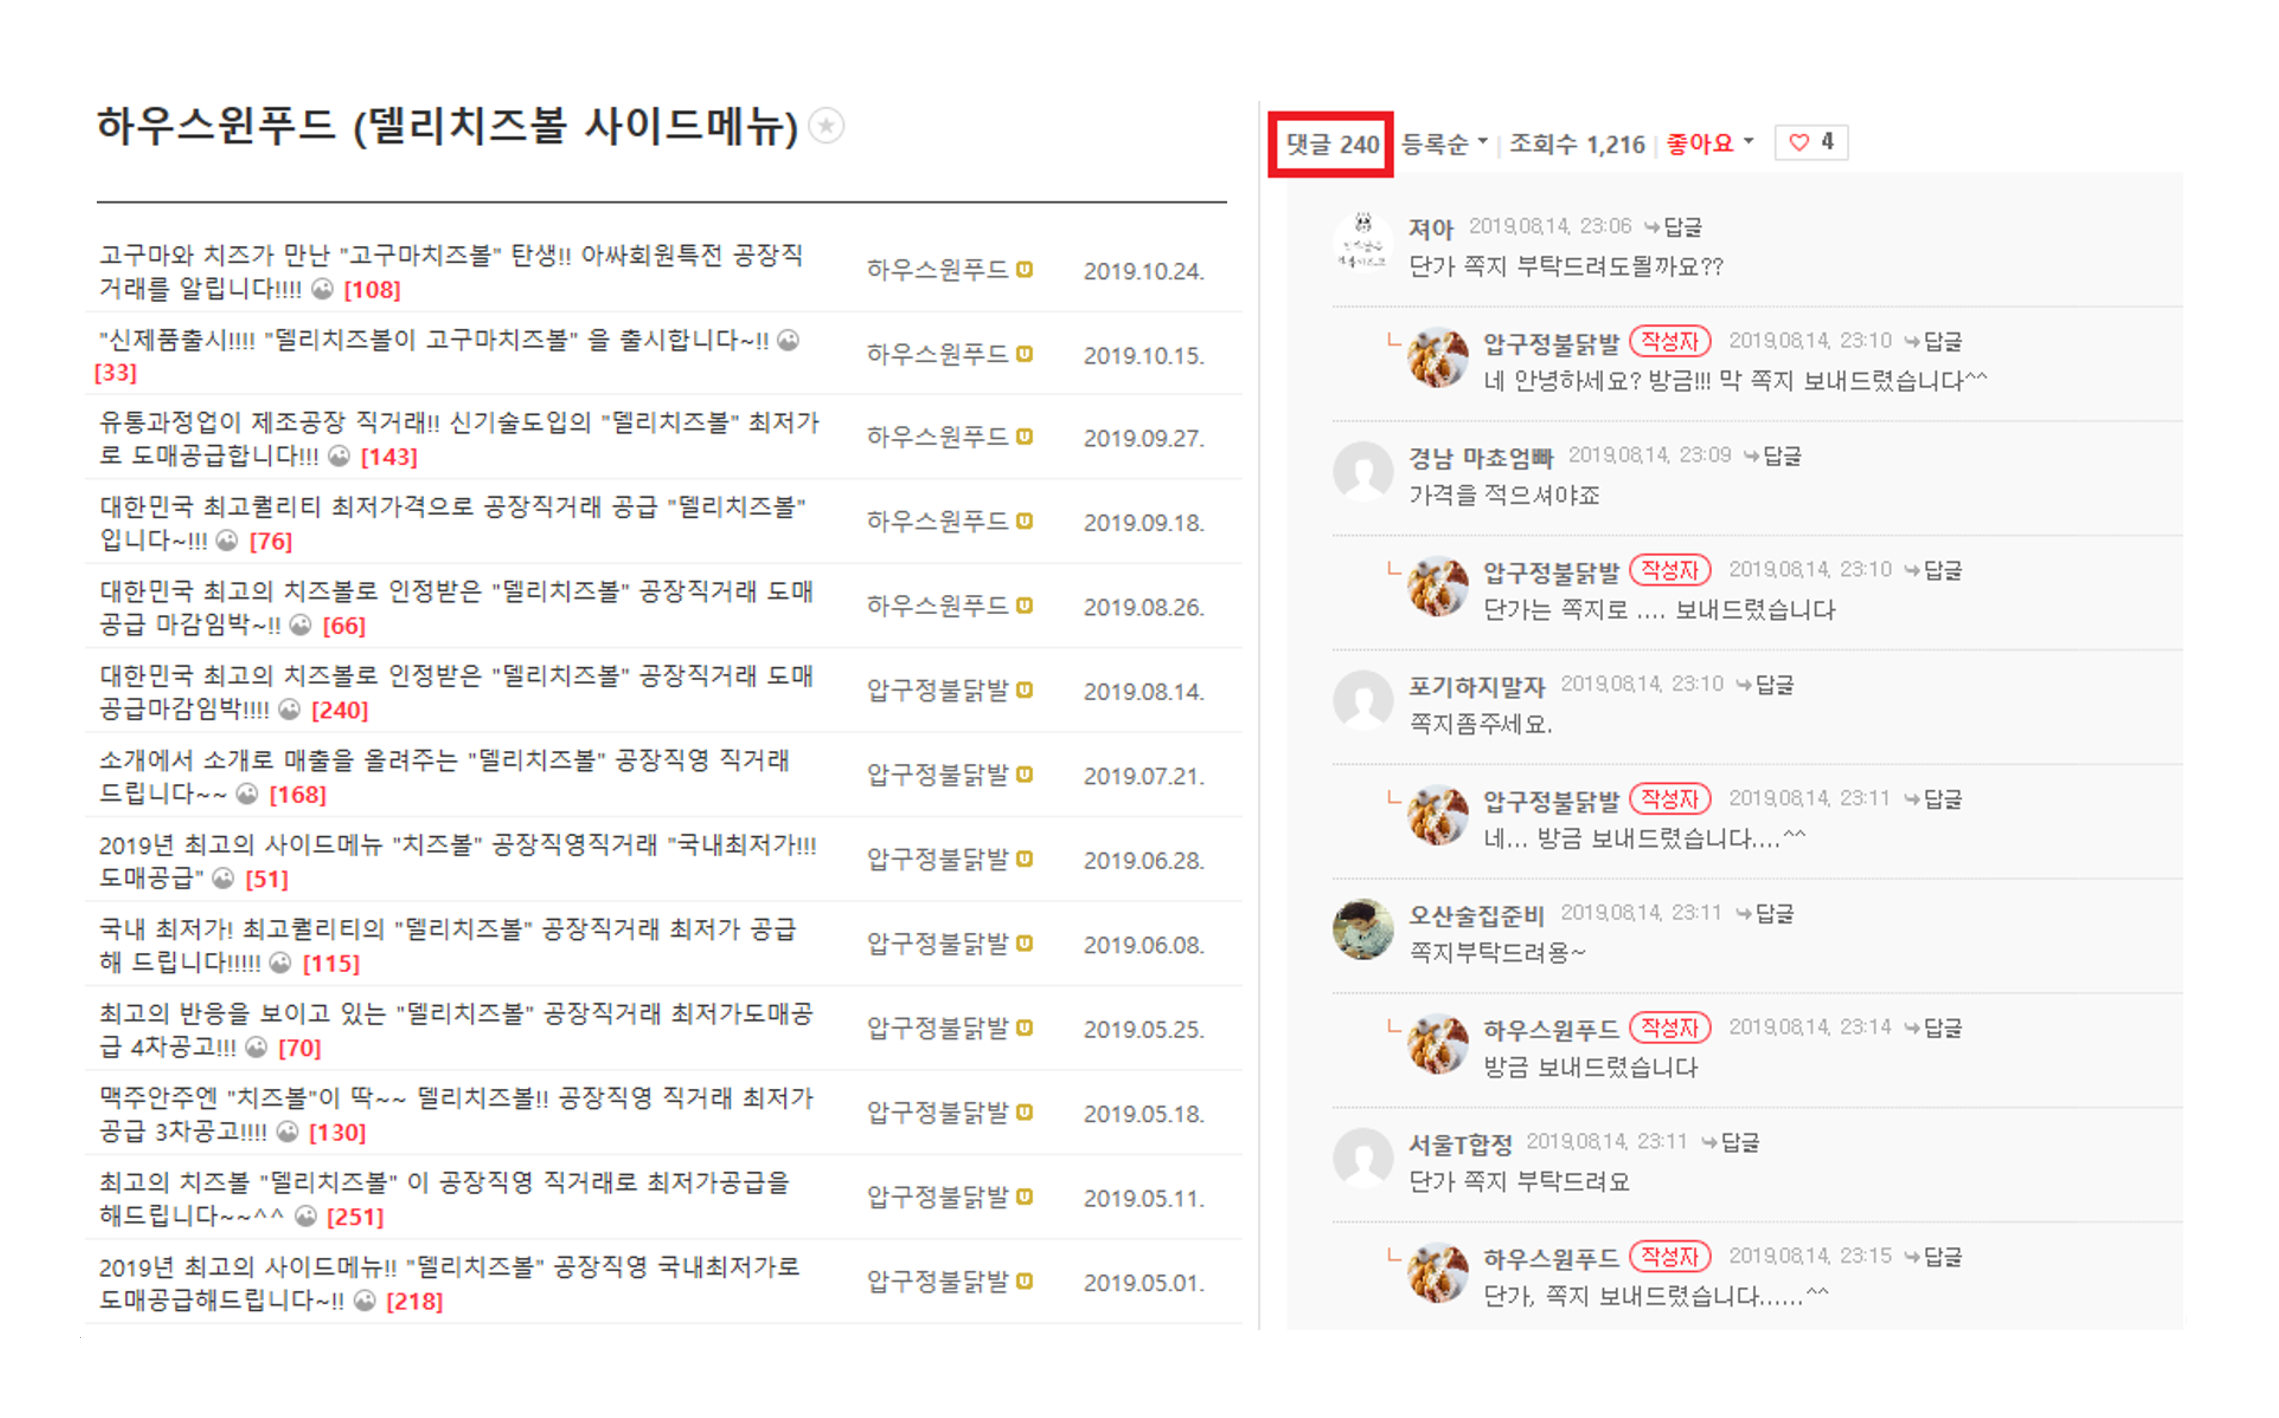 하우스윈푸드 (델리치즈볼 사이드메뉴)
고구마와 치즈가 만난 "고구마치즈볼" 탄생!! 아싸회원특전 공장직
거래를 알립니다!!!! [108]
하우스윈푸드
2019.10.24.
"신제품출시!!!! "델리치즈볼이 고구마치즈볼" 을 출시합니다~!!
[33]
하우스원푸드
2019.10.15.
유통과정업이 제조공장 직거래!! 신기술도입의 "델리치즈볼" 최저가
로 도매공급합니다!!! [143]
하우스원푸드
2019.09.27.
대한민국 최고퀄리티 최저가격으로 공장직거래 공급 "델리치즈볼"
입니다~!!! [76]
하우스원푸드
2019.09.18.
대한민국 최고의 치즈볼로 인정받은 "델리치즈볼" 공장직거래 도매
공급 마감임박~!! [66]
하우스원푸드
2019.08.26.
대한민국 최고의 치즈볼로 인정받은 "델리치즈볼" 공장직거래 도매
공급마감임박!!!! [240]
압구정불닭발
2019.08.14.
소개에서 소개로 매출을 올려주는 "델리치즈볼" 공장직영 직거래
드립니다~~ [168]
압구정불닭발
2019.07.21.
2019년 최고의 사이드메뉴 "치즈볼" 공장직영직거래 "국내최저가!!!
도매공급" [51]
압구정불닭발
2019.06.28.
국내 최저가! 최고퀄리티의 "델리치즈볼" 공장직거래 최저가 공급
해 드립니다!!!!! [115]
압구정불닭발
2019.06.08.
최고의 반응을 보이고 있는 "델리치즈볼" 공장직거래 최저가도매공
급 4차공고!!! [70]
압구정불닭발
2019.05.25.
맥주안주엔 "치즈볼"이 딱~~ 델리치즈볼!! 공장직영 직거래 최저가
공급 3차공고!!!! [130]
압구정불닭발
2019.05.18.
최고의 치즈볼 "델리치즈볼" 이 공장직영 직거래로 최저가공급을
해드립니다~~^^ [251]
압구정불닭발
2019.05.11.
2019년 최고의 사이드메뉴!! "델리치즈볼" 공장직영 국내최저가로
도매공급해드립니다~!! [218]
압구정불닭발
2019.05.01.
댓글 240 등록순 조회수 1,216 좋아요 4
져아 2019.08.14. 23:06 답글
단가 쪽지 부탁드려도될까요??
압구정불닭발 작성자 2019.08.14. 23:10 답글
네 안녕하세요? 방금!!! 막 쪽지 보내드렸습니다^^
경남 마쵸엄빠 2019.08.14. 23:09 답글
가격을 적으셔야죠
압구정불닭발 작성자 2019.08.14. 23:10 답글
단가는 쪽지로 .... 보내드렸습니다
포기하지말자 2019.08.14. 23:10 답글
쪽지좀주세요.
압구정불닭발 작성자 2019.08.14. 23:11 답글
네... 방금 보내드렸습니다....^^
오산술집준비 2019.08.14. 23:11 답글
쪽지부탁드려용~
하우스원푸드 작성자 2019.08.14. 23:14 답글
방금 보내드렸습니다
서울T합정 2019.08.14. 23:11 답글
단가 쪽지 부탁드려요
하우스원푸드 작성자 2019.08.14. 23:15 답글
단가, 쪽지 보내드렸습니다......^^